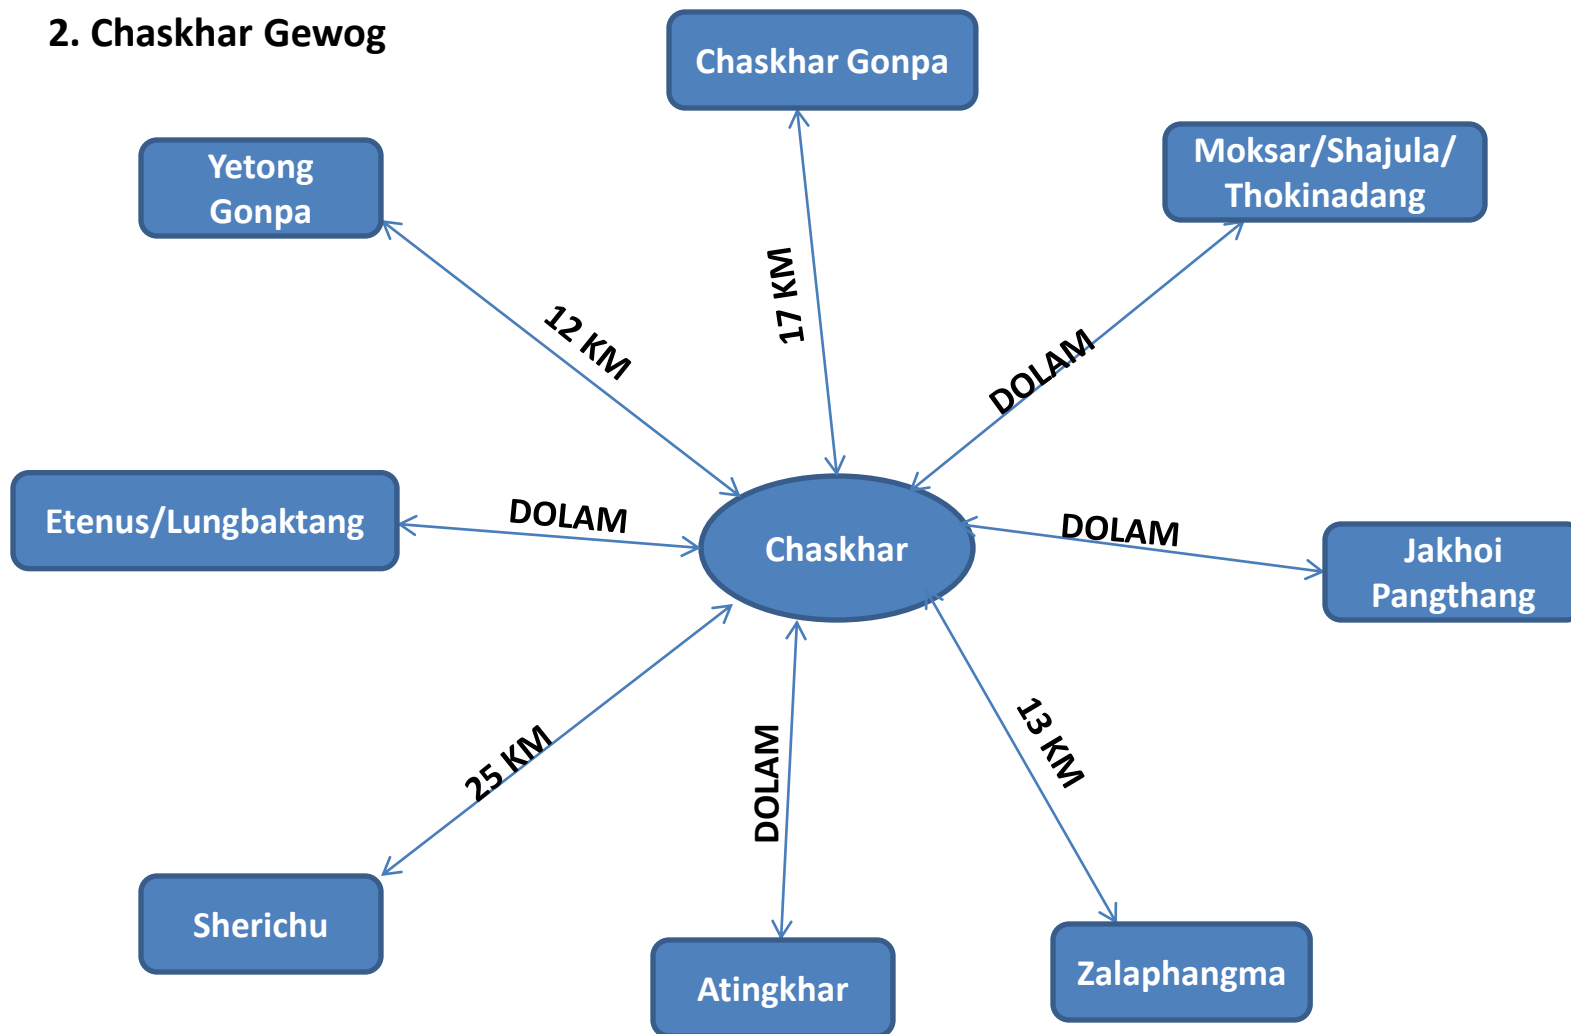 2. Chaskhar Gewog
Chaskhar Gonpa
Yetong
Gonpa
Moksar/Shajula/
Thokinadang
17 KM
12 KM
DOLAM
Etenus/Lungbaktang
DOLAM
Chaskhar
DOLAM
Jakhoi
Pangthang
25 KM
DOLAM
13 KM
Sherichu
Atingkhar
Zalaphangma